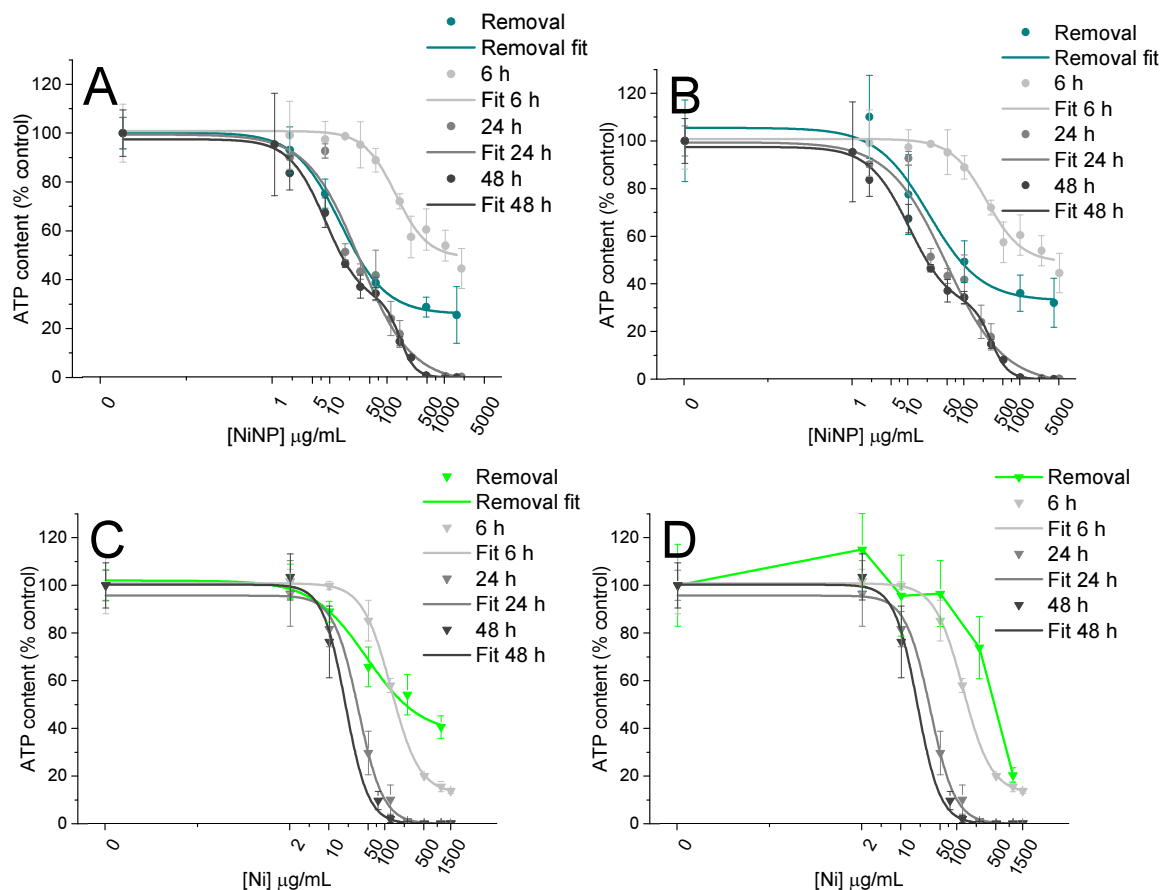 A
Removal
Removal fit
6 h
Fit 6 h
24 h
Fit 24 h
48 h
Fit 48 h
ATP content (% control)
120
100
80
60
40
20
0
0 1 5 10 50 100 500 1000 5000
[NiNP] μg/mL
B
Removal
Removal fit
6 h
Fit 6 h
24 h
Fit 24 h
48 h
Fit 48 h
ATP content (% control)
120
100
80
60
40
20
0
0 1 5 10 50 100 500 1000 5000
[NiNP] μg/mL
C
Removal
Removal fit
6 h
Fit 6 h
24 h
Fit 24 h
48 h
Fit 48 h
ATP content (% control)
120
100
80
60
40
20
0
0 2 10 50 100 500 1500
[Ni] μg/mL
D
Removal
6 h
Fit 6 h
24 h
Fit 24 h
48 h
Fit 48 h
ATP content (% control)
120
100
80
60
40
20
0
0 2 10 50 100 500 1500
[Ni] μg/mL